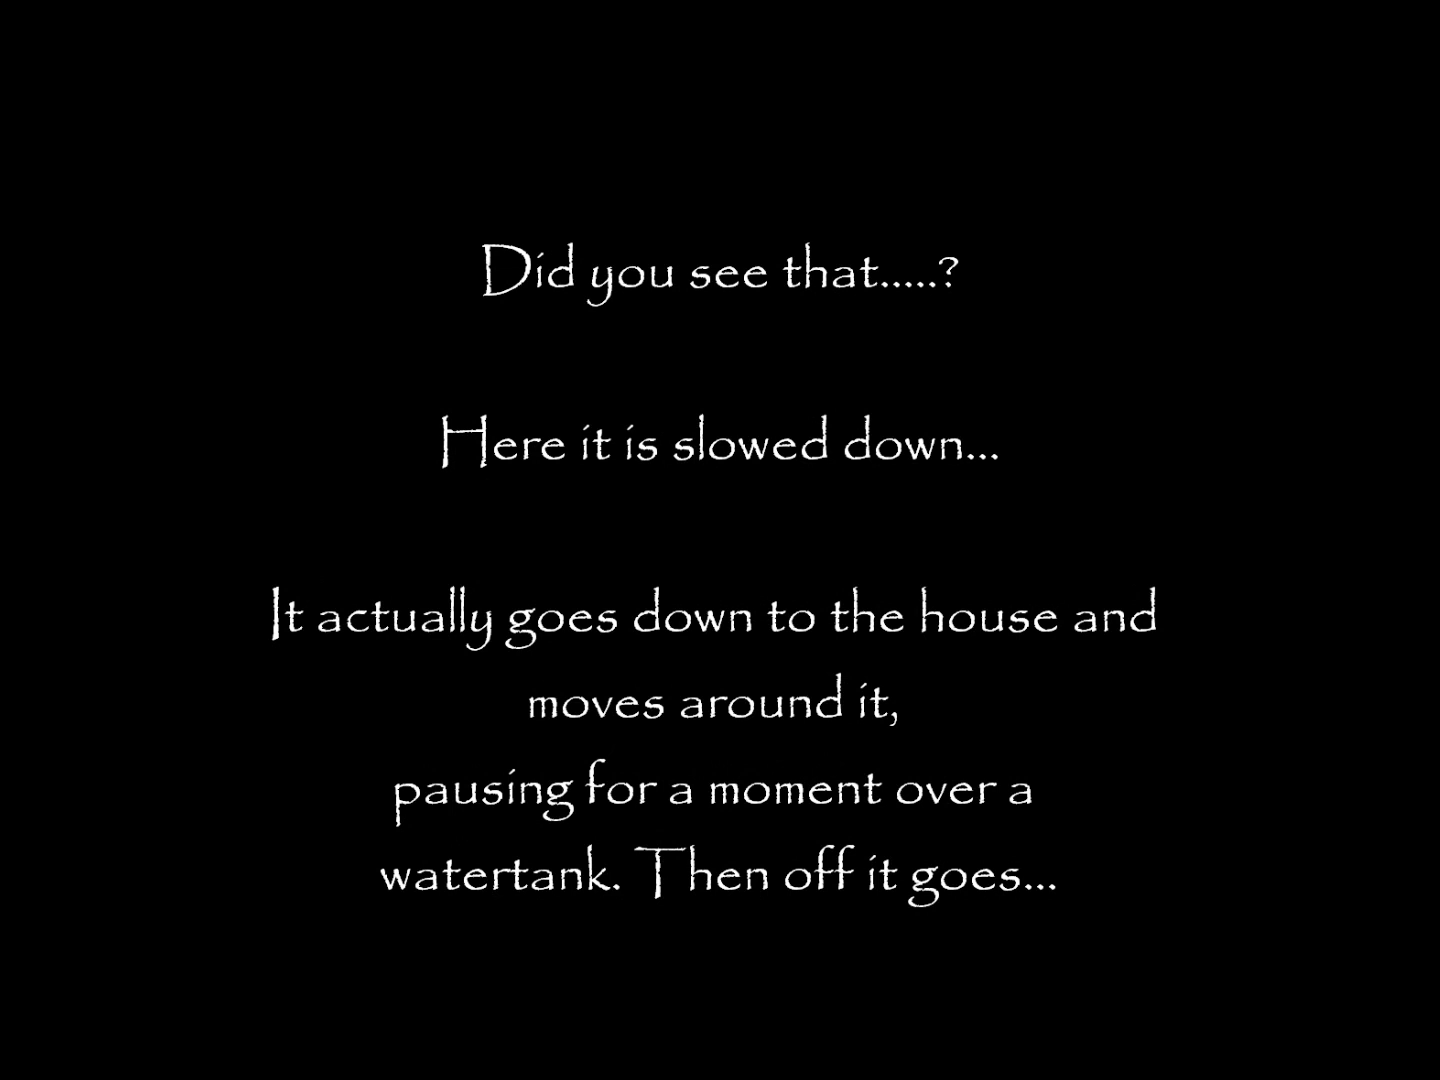 Did you see that.....?
Here it is slowed down...
It actually goes down to the house and
moves around it,
pausing for a moment over a
watertank. Then off it goes...